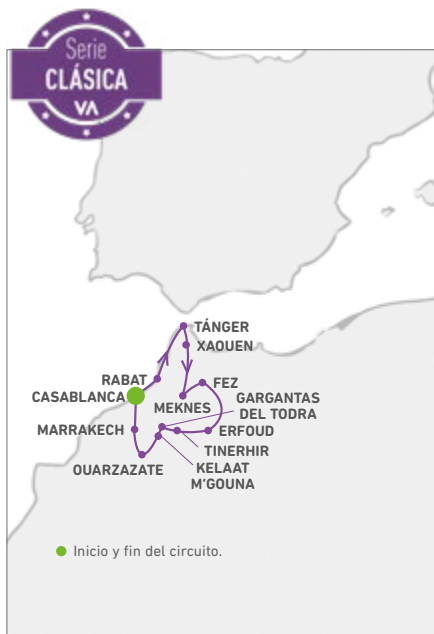 Serie
CLÁSICA
VA
TÁNGER
XAOUEN
RABAT
CASABLANCA
FEZ
MEKNES
GARGANTAS
DEL TODRA
MARRAKECH
ERFOUD
TINERHIR
OUARZAZATE
KELAAT
M'GOUNA
Inicio y fin del circuito.